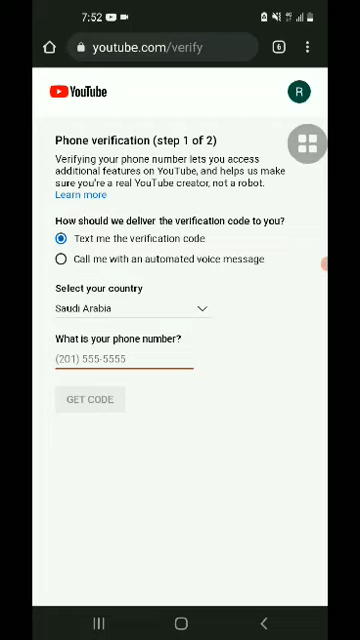 7:52
youtube.com/verify
6
YouTube
R
Phone verification (step 1 of 2)
Verifying your phone number lets you access
additional features on YouTube, and helps us make
sure you're a real YouTube creator, not a robot.
Learn more
How should we deliver the verification code to you?
Text me the verification code
Call me with an automated voice message
Select your country
Saudi Arabia
What is your phone number?
(201) 555-5555
GET CODE